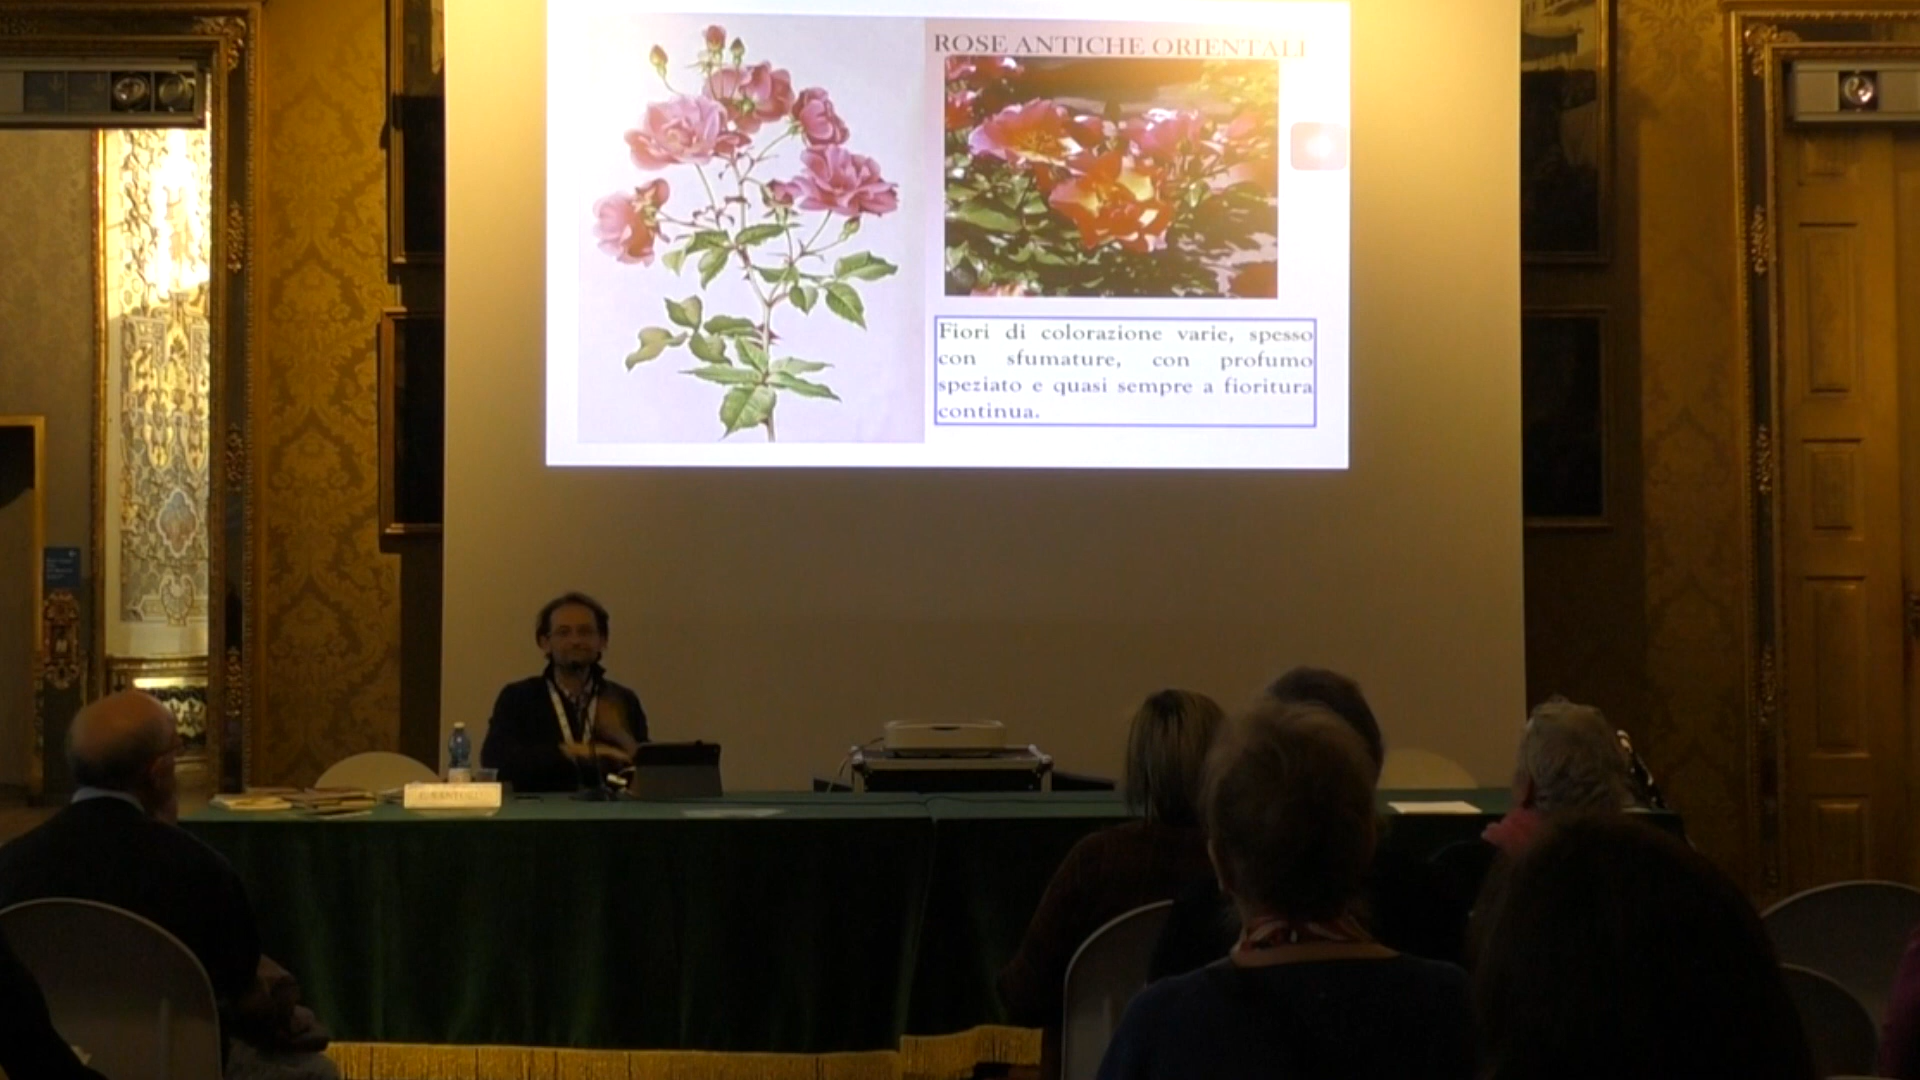 ROSE ANTICHE ORIENTALI
Fiori di colorazione varie, spesso
con sfumature, con profumo
speziato e quasi sempre a fioritura
continua.